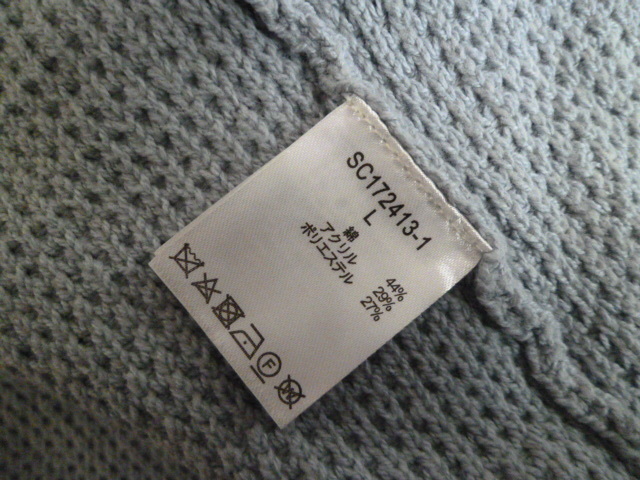 SC172413-1
L
綿 44%
アクリル 29%
ポリエステル 27%
F